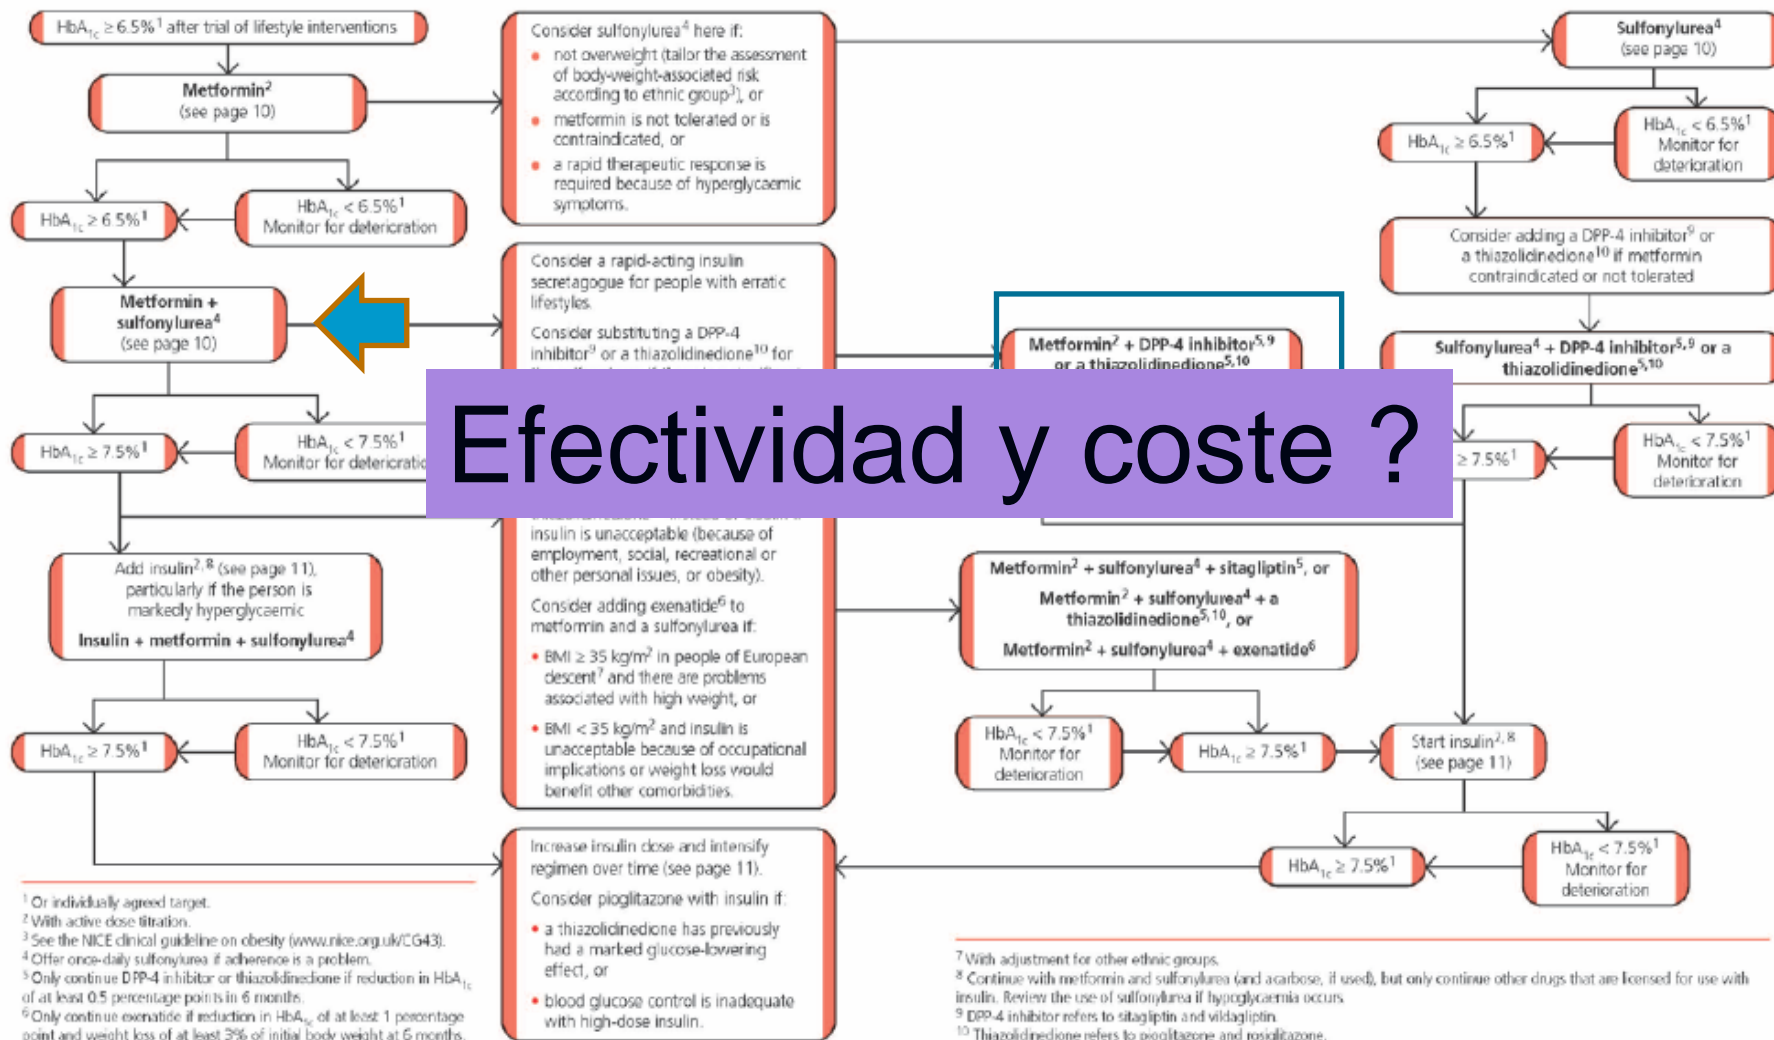 HbA1c ≥ 6.5%1 after trial of lifestyle interventions
Metformin2
(see page 10)
HbA1c ≥ 6.5%1
HbA1c < 6.5%1
Monitor for deterioration
Metformin +
sulfonylurea4
(see page 10)
HbA1c ≥ 7.5%1
HbA1c < 7.5%1
Monitor for deterioratio
Add insulin2,8 (see page 11),
particularly if the person is
markedly hyperglycaemic
Insulin + metformin + sulfonylurea4
HbA1c ≥ 7.5%1
HbA1c < 7.5%1
Monitor for deterioration
Consider sulfonylurea4 here if:
• not overweight (tailor the assessment
of body-weight-associated risk
according to ethnic group3), or
• metformin is not tolerated or is
contraindicated, or
• a rapid therapeutic response is
required because of hyperglycaemic
symptoms.
Consider a rapid-acting insulin
secretagogue for people with erratic
lifestyles.
Consider substituting a DPP-4
inhibitor9 or a thiazolidinedione10 for
Efectividad y coste ?
insulin is unacceptable (because of
employment, social, recreational or
other personal issues, or obesity).
Consider adding exenatide6 to
metformin and a sulfonylurea if:
• BMI ≥ 35 kg/m2 in people of European
descent7 and there are problems
associated with high weight, or
• BMI < 35 kg/m2 and insulin is
unacceptable because of occupational
implications or weight loss would
benefit other comorbidities.
Increase insulin dose and intensify
regimen over time (see page 11).
Consider pioglitazone with insulin if:
• a thiazolidinedione has previously
had a marked glucose-lowering
effect, or
• blood glucose control is inadequate
with high-dose insulin.
Metformin2 + DPP-4 inhibitor5,9
or a thiazolidinedione5,10
Metformin2 + sulfonylurea4 + sitagliptin5, or
Metformin2 + sulfonylurea4 + a
thiazolidinedione5,10, or
Metformin2 + sulfonylurea4 + exenatide6
HbA1c < 7.5%1
Monitor for
deterioration
HbA1c ≥ 7.5%1
Start insulin2,8
(see page 11)
HbA1c ≥ 7.5%1
HbA1c < 7.5%1
Monitor for
deterioration
Sulfonylurea4
(see page 10)
HbA1c ≥ 6.5%1
HbA1c < 6.5%1
Monitor for
deterioration
Consider adding a DPP-4 inhibitor9 or
a thiazolidinedione10 if metformin
contraindicated or not tolerated
Sulfonylurea4 + DPP-4 inhibitor5,9 or a
thiazolidinedione5,10
≥ 7.5%1
HbA1c < 7.5%1
Monitor for
deterioration
1 Or individually agreed target.
2 With active dose titration.
3 See the NICE clinical guideline on obesity (www.nice.org.uk/CG43).
4 Offer once-daily sulfonylurea if adherence is a problem.
5 Only continue DPP-4 inhibitor or thiazolidinedione if reduction in HbA1c
of at least 0.5 percentage points in 6 months.
6 Only continue exenatide if reduction in HbA1c of at least 1 percentage
point and weight loss of at least 3% of initial body weight at 6 months.
7 With adjustment for other ethnic groups.
8 Continue with metformin and sulfonylurea (and acarbose, if used), but only continue other drugs that are licensed for use with
insulin. Review the use of sulfonylurea if hypoglycaemia occurs
9 DPP-4 inhibitor refers to sitagliptin and vildagliptin.
10 Thiazolidinedione refers to pioglitazone and rosiglitazone.